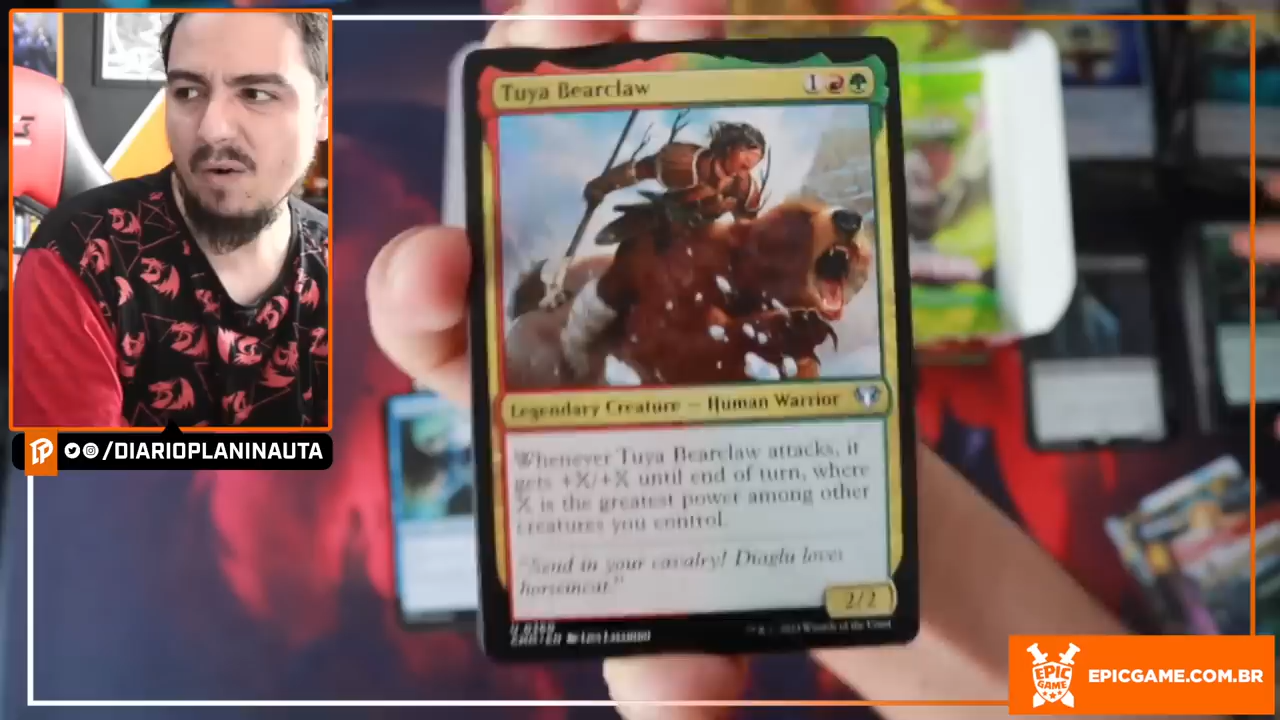 Tuya Bearclaw
1
Legendary Creature — Human Warrior
Whenever Tuya Bearclaw attacks, it
gets +X/+X until end of turn, where
X is the greatest power among other
creatures you control.
"Send in your cavalry! Diaglu loves
horsemeat."
2/2
/DIARIOPLANINAUTA
EPIC
GAME
EPICGAME.COM.BR